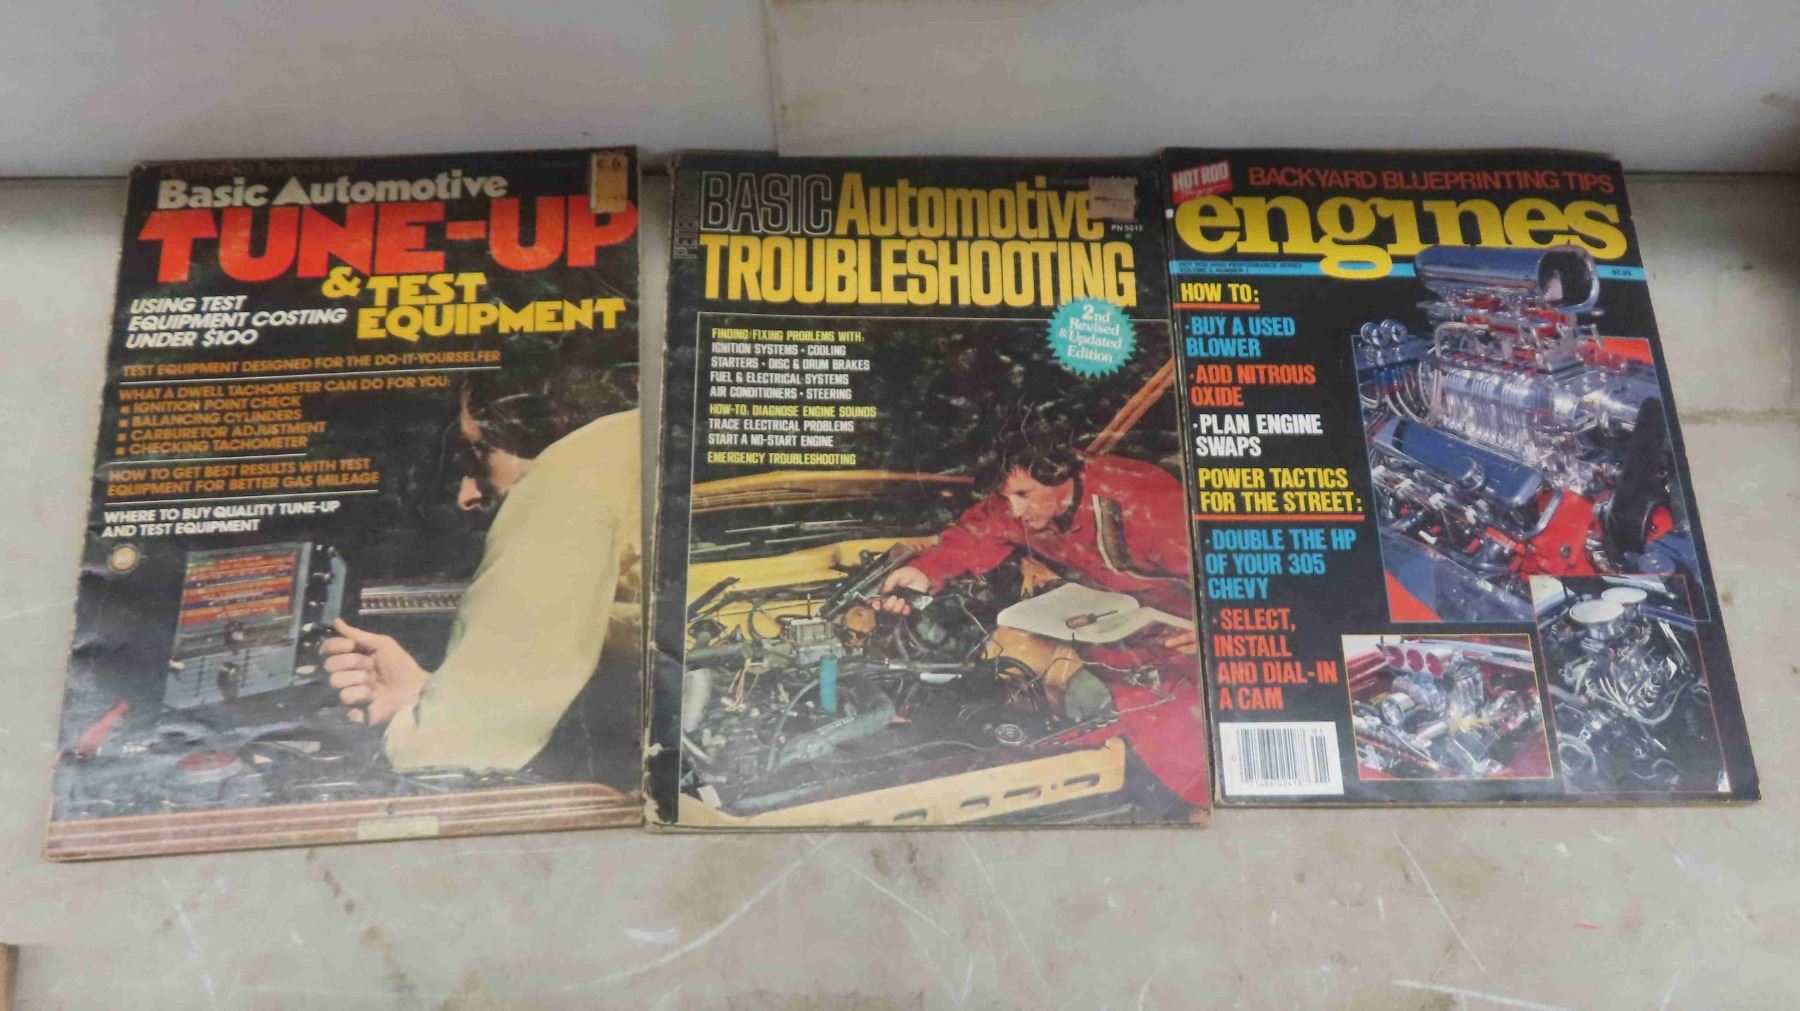 Basic Automotive
TUNE-UP
& TEST
EQUIPMENT
USING TEST
EQUIPMENT COSTING
UNDER $100
TEST EQUIPMENT DESIGNED FOR THE DO-IT-YOURSELFER
WHAT A DWELL TACHOMETER CAN DO FOR YOU:
■ IGNITION POINT CHECK
■ BALANCING CYLINDERS
■ CARBURETOR ADJUSTMENT
■ CHECKING TACHOMETER
HOW TO GET BEST RESULTS WITH TEST
EQUIPMENT FOR BETTER GAS MILEAGE
WHERE TO BUY QUALITY TUNE-UP
AND TEST EQUIPMENT
BASIC Automotive
PN 5012
TROUBLESHOOTING
2nd
Revised
& Updated
Edition
FINDING/FIXING PROBLEMS WITH:
IGNITION SYSTEMS • COOLING
STARTERS • DISC & DRUM BRAKES
FUEL & ELECTRICAL SYSTEMS
AIR CONDITIONERS • STEERING
HOW-TO: DIAGNOSE ENGINE SOUNDS
TRACE ELECTRICAL PROBLEMS
START A NO-START ENGINE
EMERGENCY TROUBLESHOOTING
HOT ROD
BACKYARD BLUEPRINTING TIPS
engines
HOT ROD HIGH PERFORMANCE SERIES
HOW TO:
• BUY A USED
BLOWER
• ADD NITROUS
OXIDE
• PLAN ENGINE
SWAPS
POWER TACTICS
FOR THE STREET:
• DOUBLE THE HP
OF YOUR 305
CHEVY
• SELECT,
INSTALL
AND DIAL-IN
A CAM